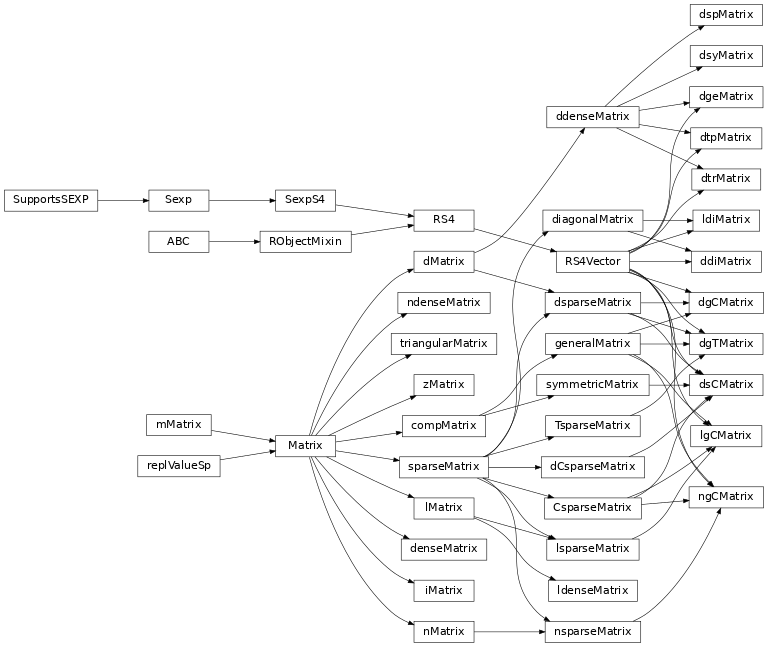 dspMatrix
dsyMatrix
dgeMatrix
ddenseMatrix
dtpMatrix
dtrMatrix
SupportsSEXP
Sexp
SexpS4
RS4
diagonalMatrix
ldiMatrix
ABC
RObjectMixin
dMatrix
RS4Vector
ddiMatrix
ndenseMatrix
dsparseMatrix
dgCMatrix
triangularMatrix
generalMatrix
dgTMatrix
zMatrix
symmetricMatrix
dsCMatrix
mMatrix
compMatrix
TsparseMatrix
lgCMatrix
Matrix
replValueSp
sparseMatrix
dCsparseMatrix
lMatrix
CsparseMatrix
ngCMatrix
denseMatrix
lsparseMatrix
iMatrix
ldenseMatrix
nMatrix
nsparseMatrix